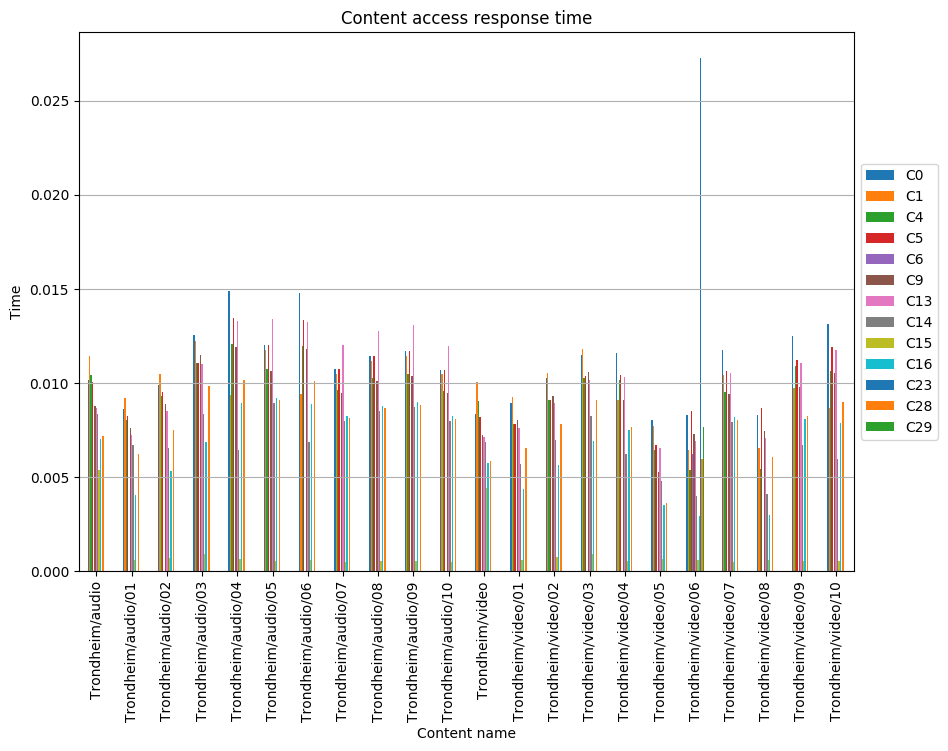 Content access response time
Time
0.025
0.020
0.015
0.010
0.005
0.000
Trondheim/audio
Trondheim/audio/01
Trondheim/audio/02
Trondheim/audio/03
Trondheim/audio/04
Trondheim/audio/05
Trondheim/audio/06
Trondheim/audio/07
Trondheim/audio/08
Trondheim/audio/09
Trondheim/audio/10
Trondheim/video
Trondheim/video/01
Trondheim/video/02
Trondheim/video/03
Trondheim/video/04
Trondheim/video/05
Trondheim/video/06
Trondheim/video/07
Trondheim/video/08
Trondheim/video/09
Trondheim/video/10
Content name
C0
C1
C4
C5
C6
C9
C13
C14
C15
C16
C23
C28
C29